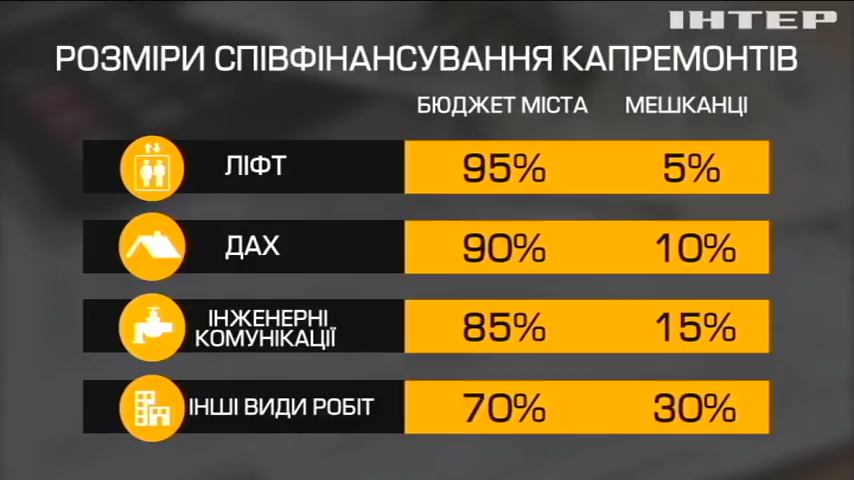 ІНТЕР
РОЗМІРИ СПІВФІНАНСУВАННЯ КАПРЕМОНТІВ
БЮДЖЕТ МІСТА МЕШКАНЦІ
ЛІФТ 95% 5%
ДАХ 90% 10%
ІНЖЕНЕРНІ
КОМУНІКАЦІЇ 85% 15%
ІНШІ ВИДИ РОБІТ 70% 30%